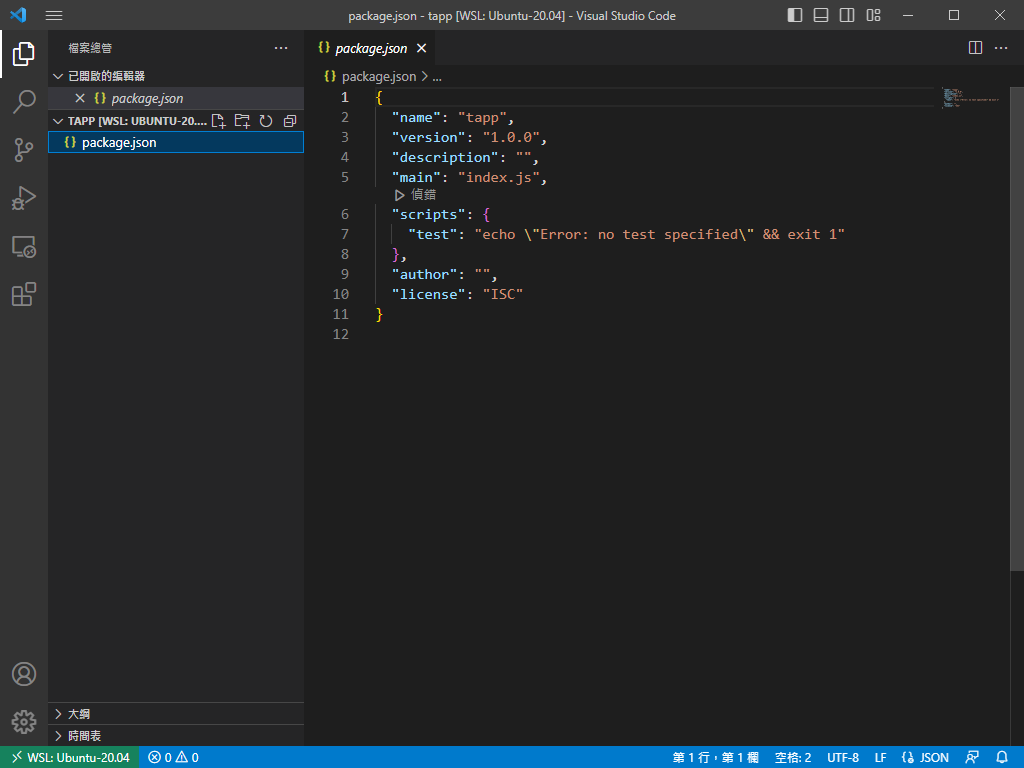 package.json - tapp [WSL: Ubuntu-20.04] - Visual Studio Code
檔案總管
已開啟的編輯器
{} package.json
TAPP [WSL: UBUNTU-20....
{} package.json
大綱
時間表
{} package.json
{} package.json > ...
1 {
2 "name": "tapp",
3 "version": "1.0.0",
4 "description": "",
5 "main": "index.js",
偵錯
6 "scripts": {
7 "test": "echo \"Error: no test specified\" && exit 1"
8 },
9 "author": "",
10 "license": "ISC"
11 }
12
WSL: Ubuntu-20.04 0 0 第 1 行，第 1 欄 空格: 2 UTF-8 LF {} JSON